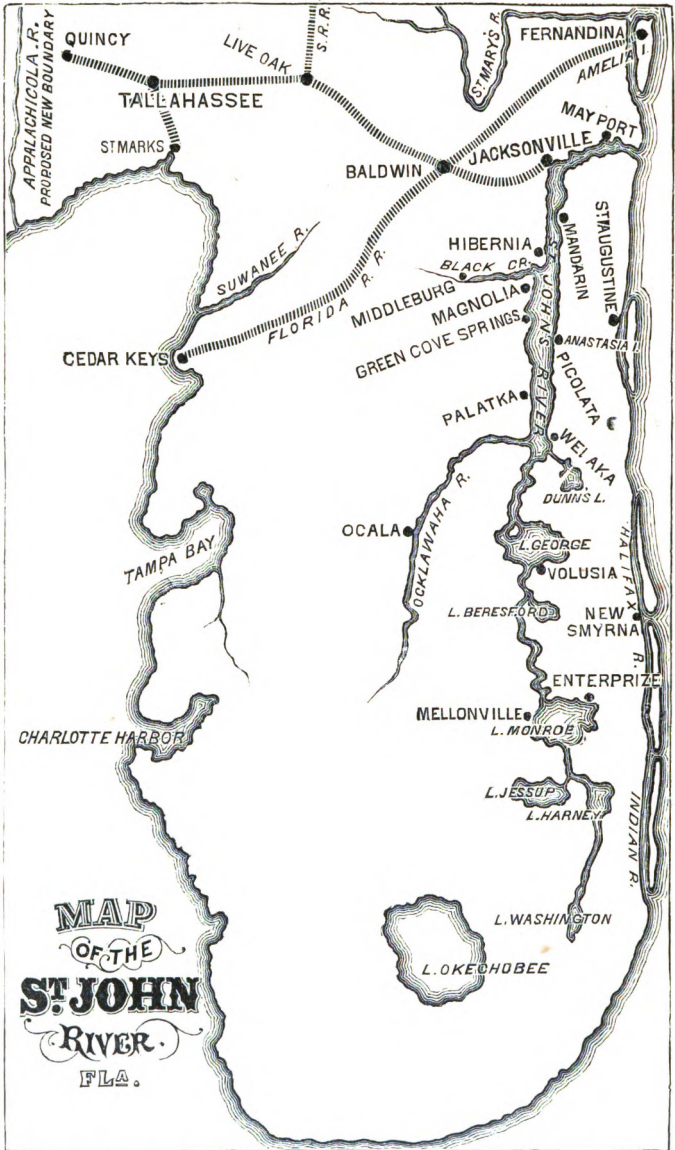 QUINCY
LIVE OAK
S.R.R.
ST MARY'S R.
FERNANDINA
AMELIA I.
APPALACHICOLA .R.
PROPOSED NEW BOUNDARY
TALLAHASSEE
ST MARKS
BALDWIN
JACKSONVILLE
MAYPORT
HIBERNIA
BLACK CR.
MIDDLEBURG
MAGNOLIA
GREEN COVE SPRINGS
ST JOHNS RIVER
MANDARIN
ST. AUGUSTINE
ANASTASIA I.
PICOLATA
SUWANEE R.
FLORIDA R. R.
CEDAR KEYS
PALATKA
WELAKA
DUNNS L.
OCALA
OCKLAWAHA R.
L. GEORGE
VOLUSIA
HALIFAX R.
TAMPA BAY
L. BERESFORD
NEW
SMYRNA
ENTERPRIZE
MELLONVILLE
L. MONROE
CHARLOTTE HARBOR
L. JESSUP
L. HARNEY
INDIAN R.
L. WASHINGTON
L. OKECHOBEE
MAP
OF THE
ST. JOHN
RIVER.
FLA.